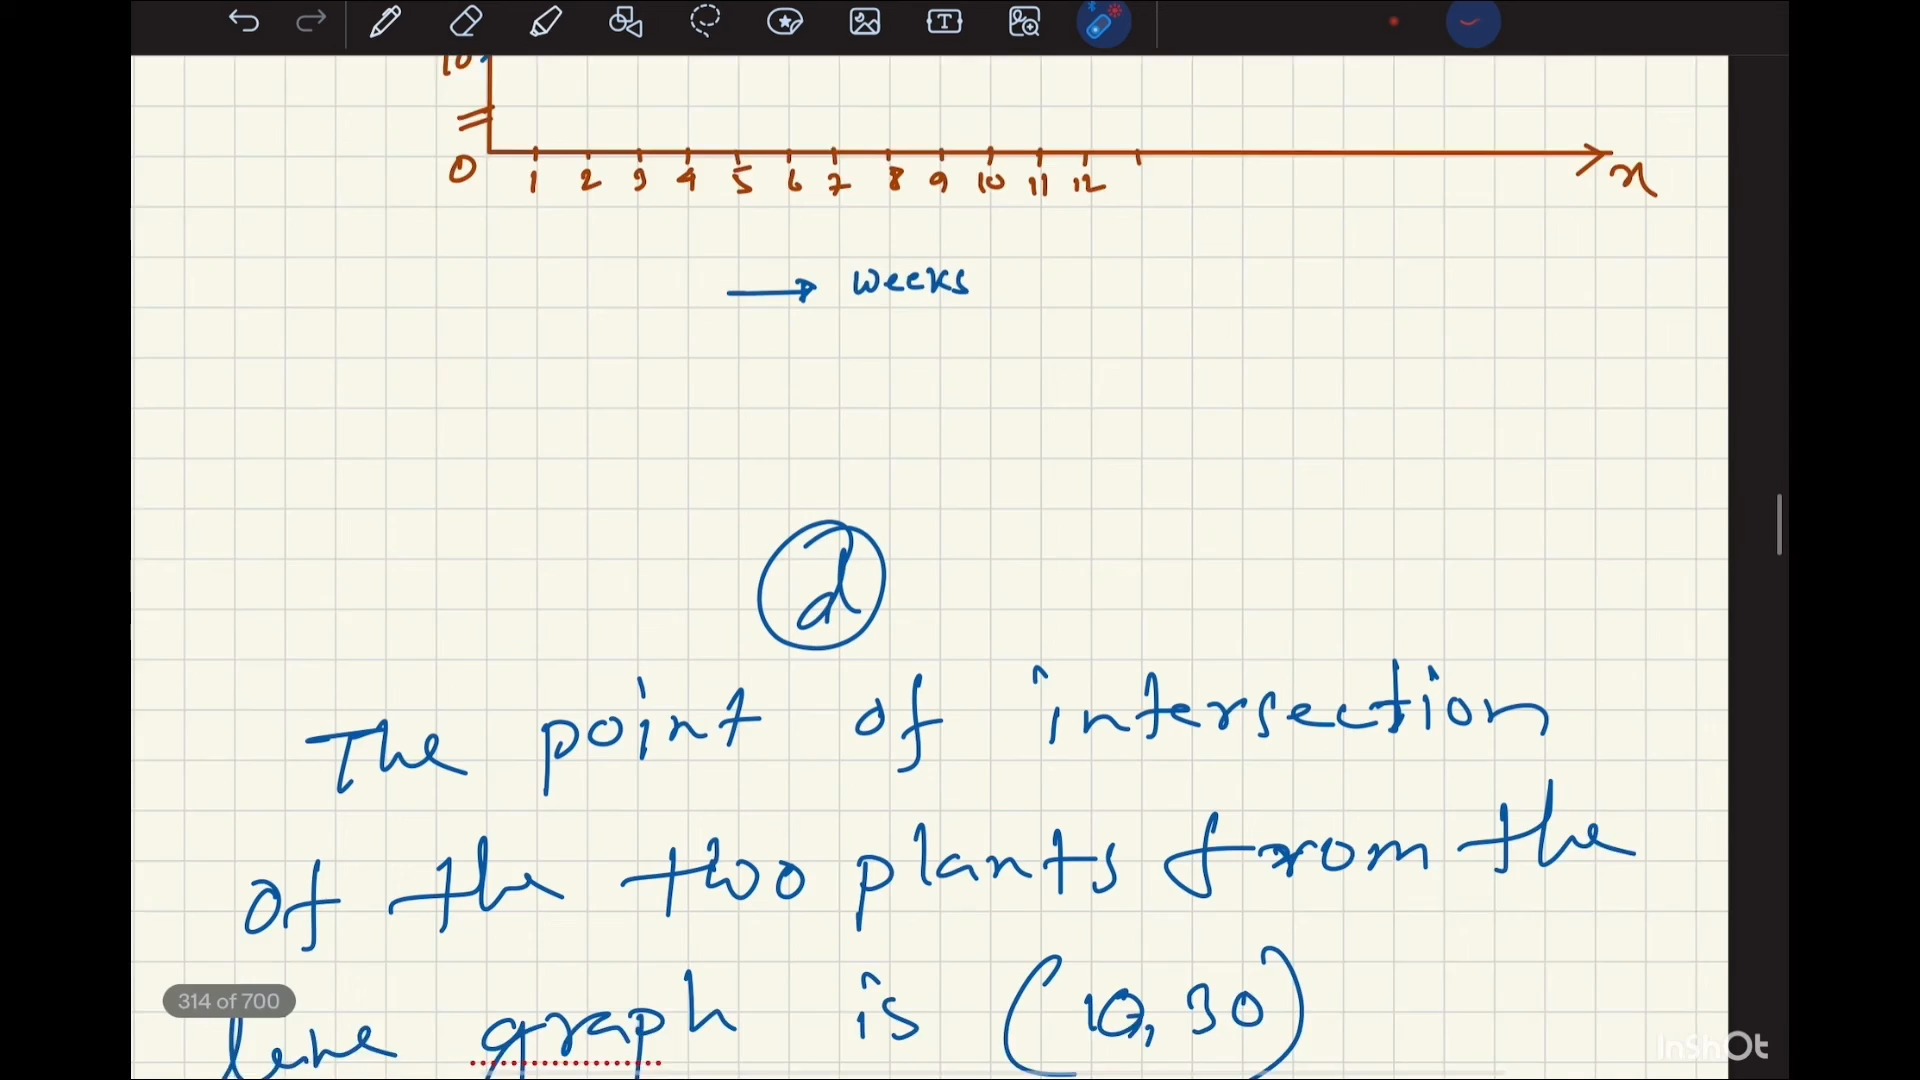 10
0 1 2 3 4 5 6 7 8 9 10 11 12 x
weeks
d
The point of intersection
of the two plants from the
line graph is (10, 30)
314 of 700
InShOt